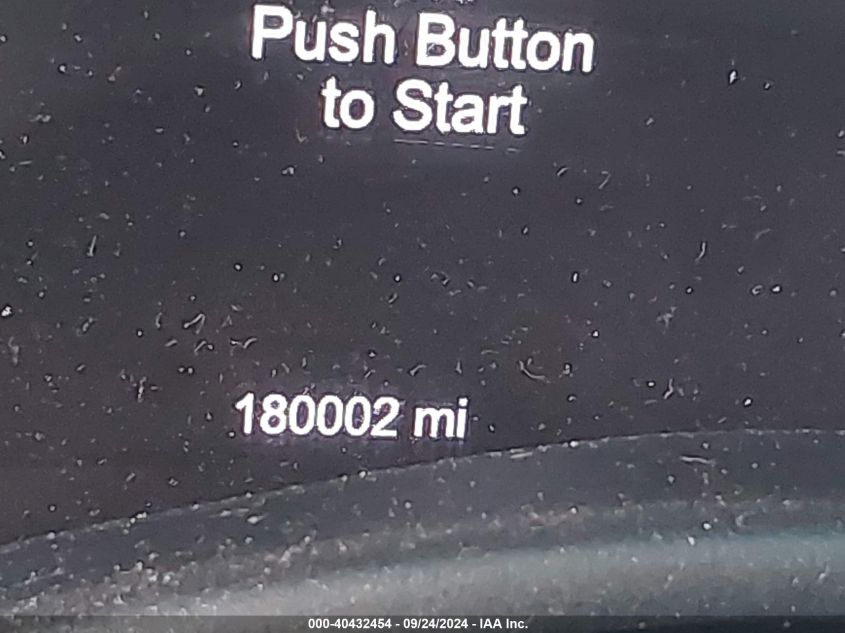 Push Button
to Start
180002 mi
000-40432454 - 09/24/2024 - IAA Inc.